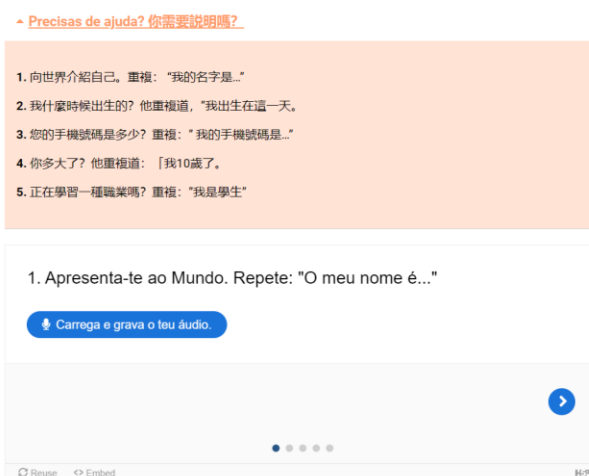 Precisas de ajuda? 你需要説明嗎?
1. 向世界介紹自己。重複： “我的名字是…”
2. 我什麼時候出生的？他重複道，“我出生在這一天。
3. 您的手機號碼是多少？重複：“ 我的手機號碼是…”
4. 你多大了？他重複道：「我10歲了。
5. 正在學習一種職業嗎？重複：“我是學生”
1. Apresenta-te ao Mundo. Repete: "O meu nome é..."
Carrega e grava o teu áudio.
Reuse <> Embed